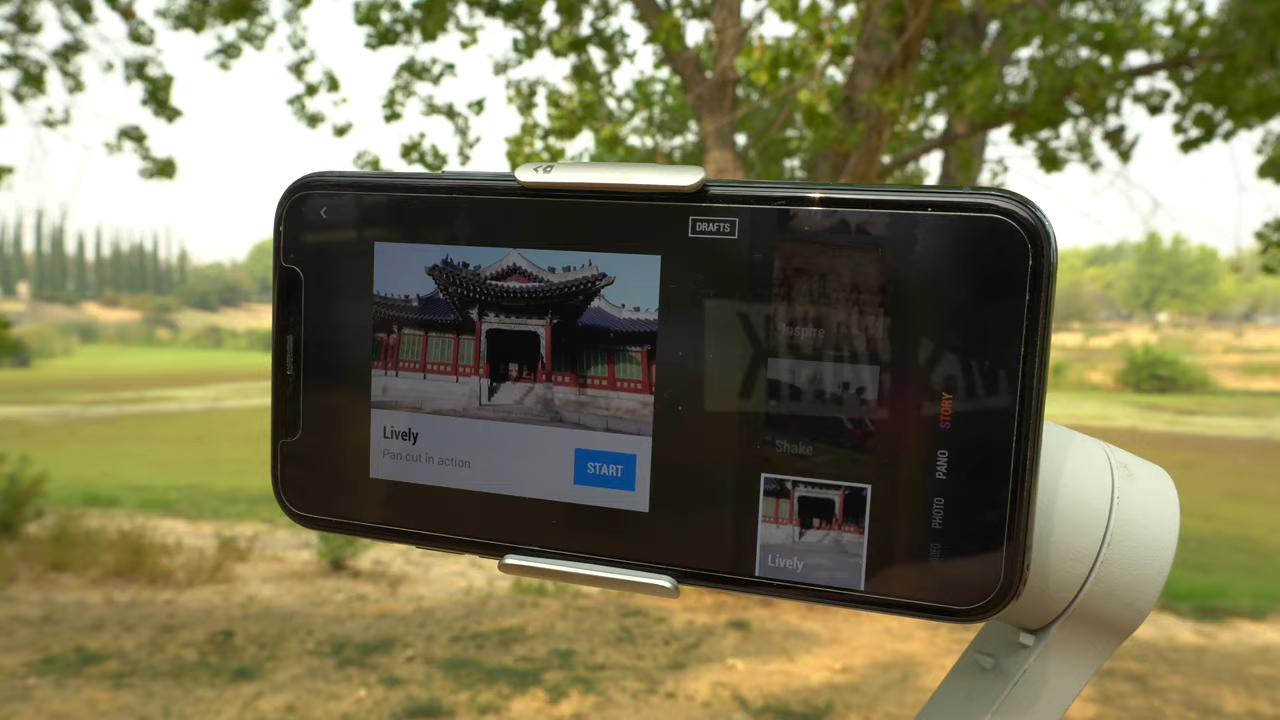 DRAFTS
Inspire
Shake
Lively
Pan cut in action
START
Lively
STORY
PANO
PHOTO